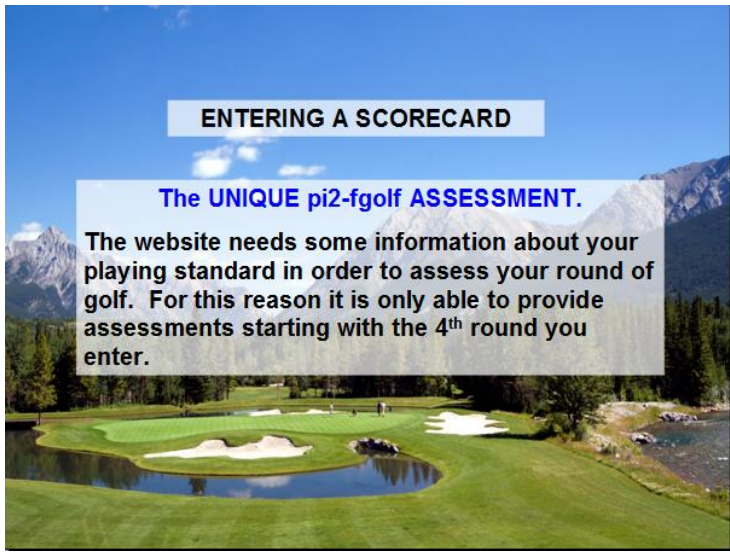 ENTERING A SCORECARD
The UNIQUE pi2-fgolf ASSESSMENT.
The website needs some information about your
playing standard in order to assess your round of
golf.  For this reason it is only able to provide
assessments starting with the 4th round you
enter.